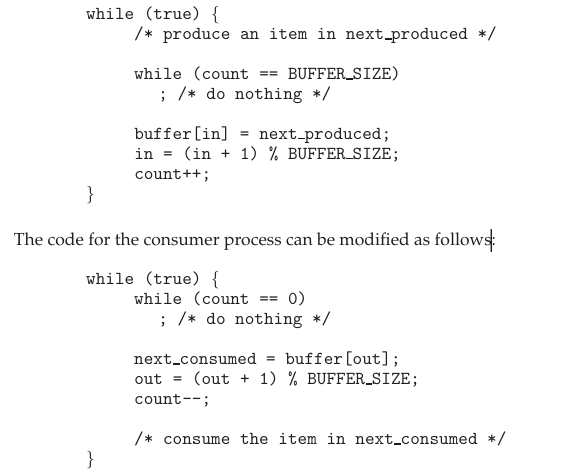 while (true) {
/* produce an item in next_produced */
while (count == BUFFER_SIZE)
; /* do nothing */
buffer[in] = next_produced;
in = (in + 1) % BUFFER_SIZE;
count++;
}
The code for the consumer process can be modified as follows:
while (true) {
while (count == 0)
; /* do nothing */
next_consumed = buffer[out];
out = (out + 1) % BUFFER_SIZE;
count--;
/* consume the item in next_consumed */
}